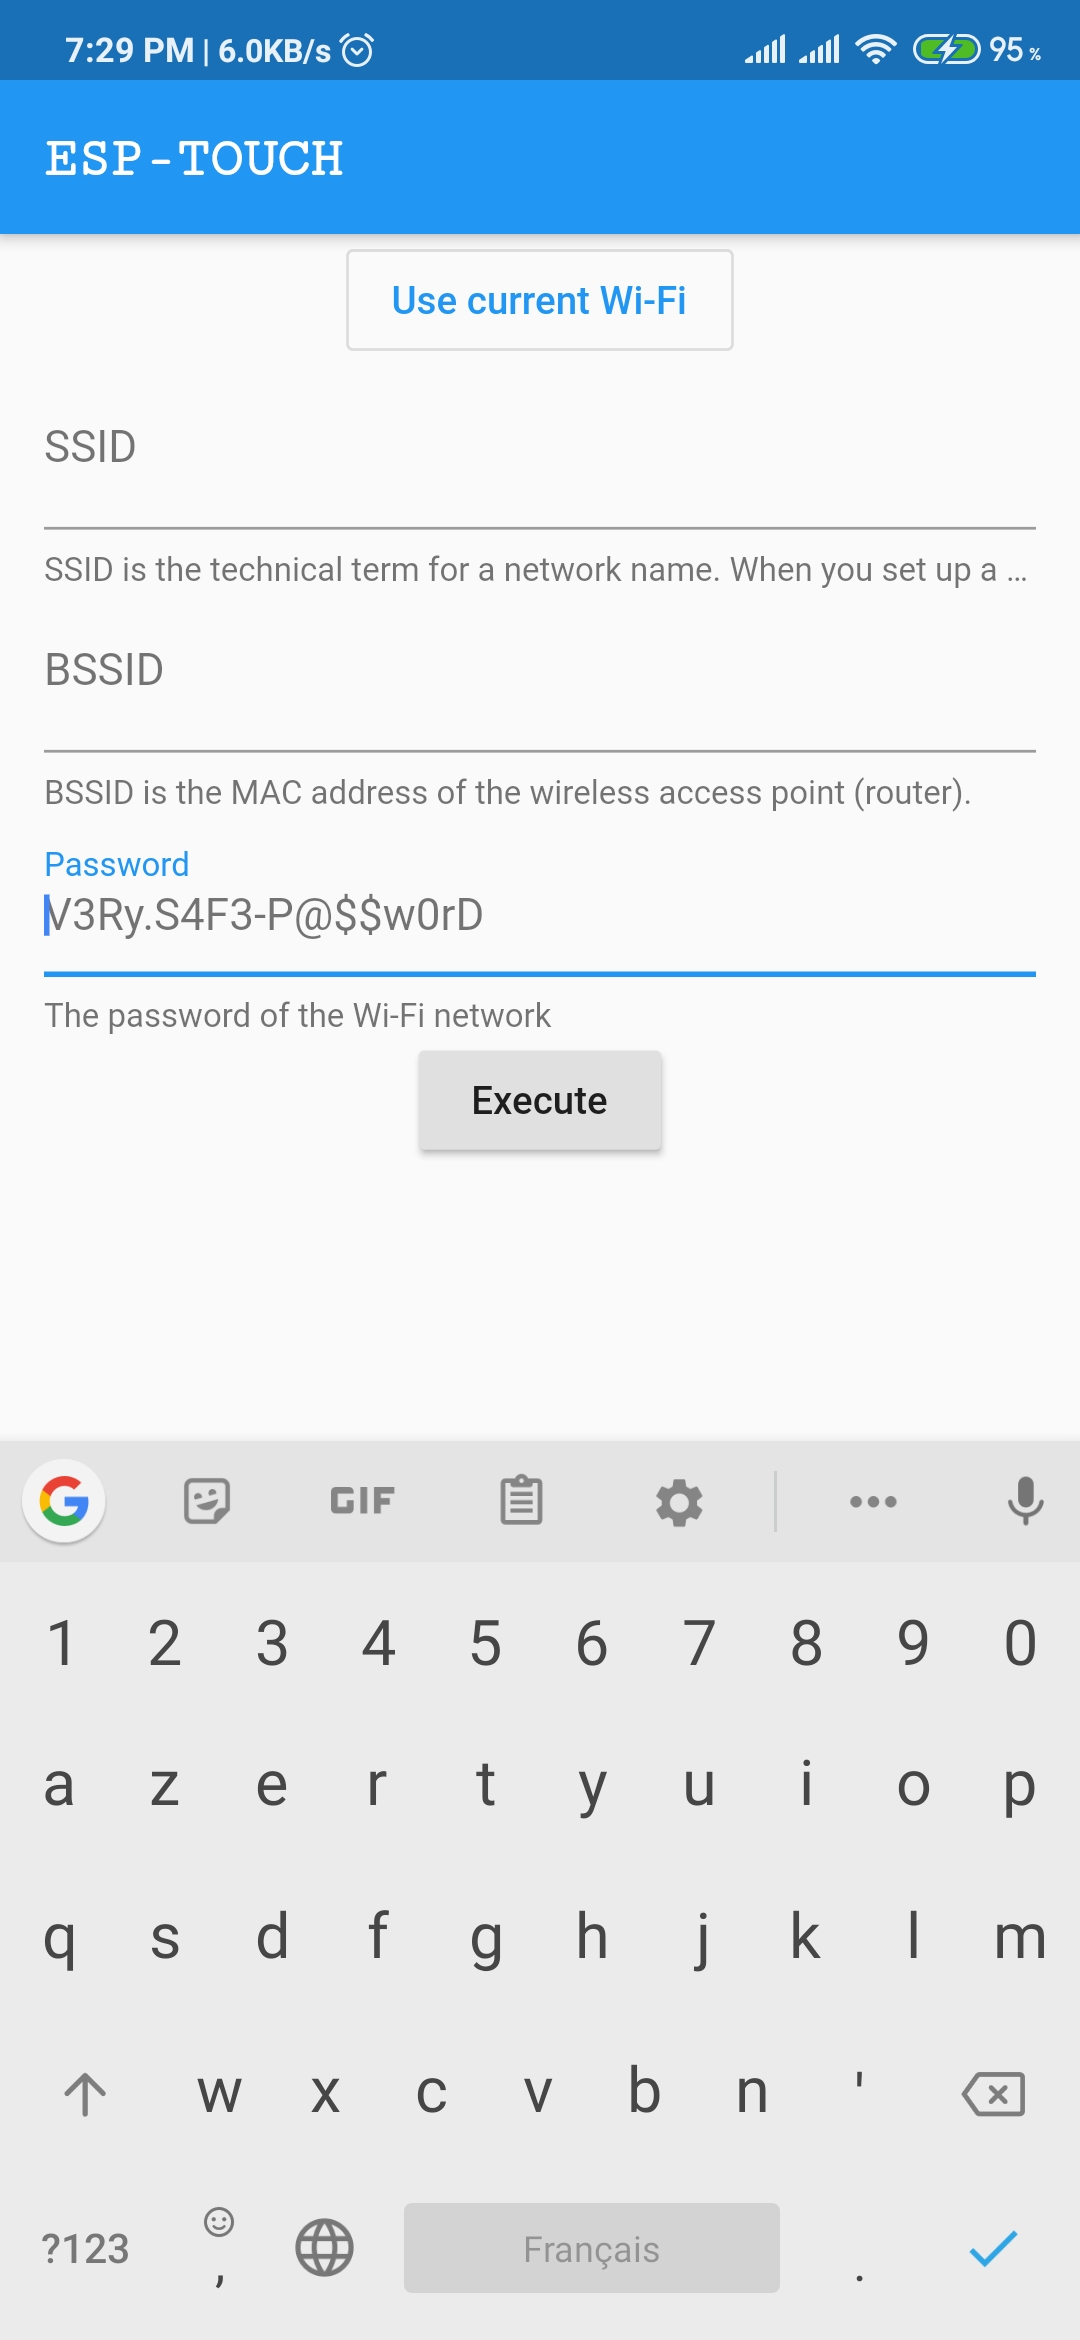 7:29 PM | 6.0KB/s 95 %
ESP-TOUCH
Use current Wi-Fi
SSID
SSID is the technical term for a network name. When you set up a ...
BSSID
BSSID is the MAC address of the wireless access point (router).
Password
V3Ry.S4F3-P@$$w0rD
The password of the Wi-Fi network
Execute
G GIF
1 2 3 4 5 6 7 8 9 0
a z e r t y u i o p
q s d f g h j k l m
w x c v b n '
?123 , Français .